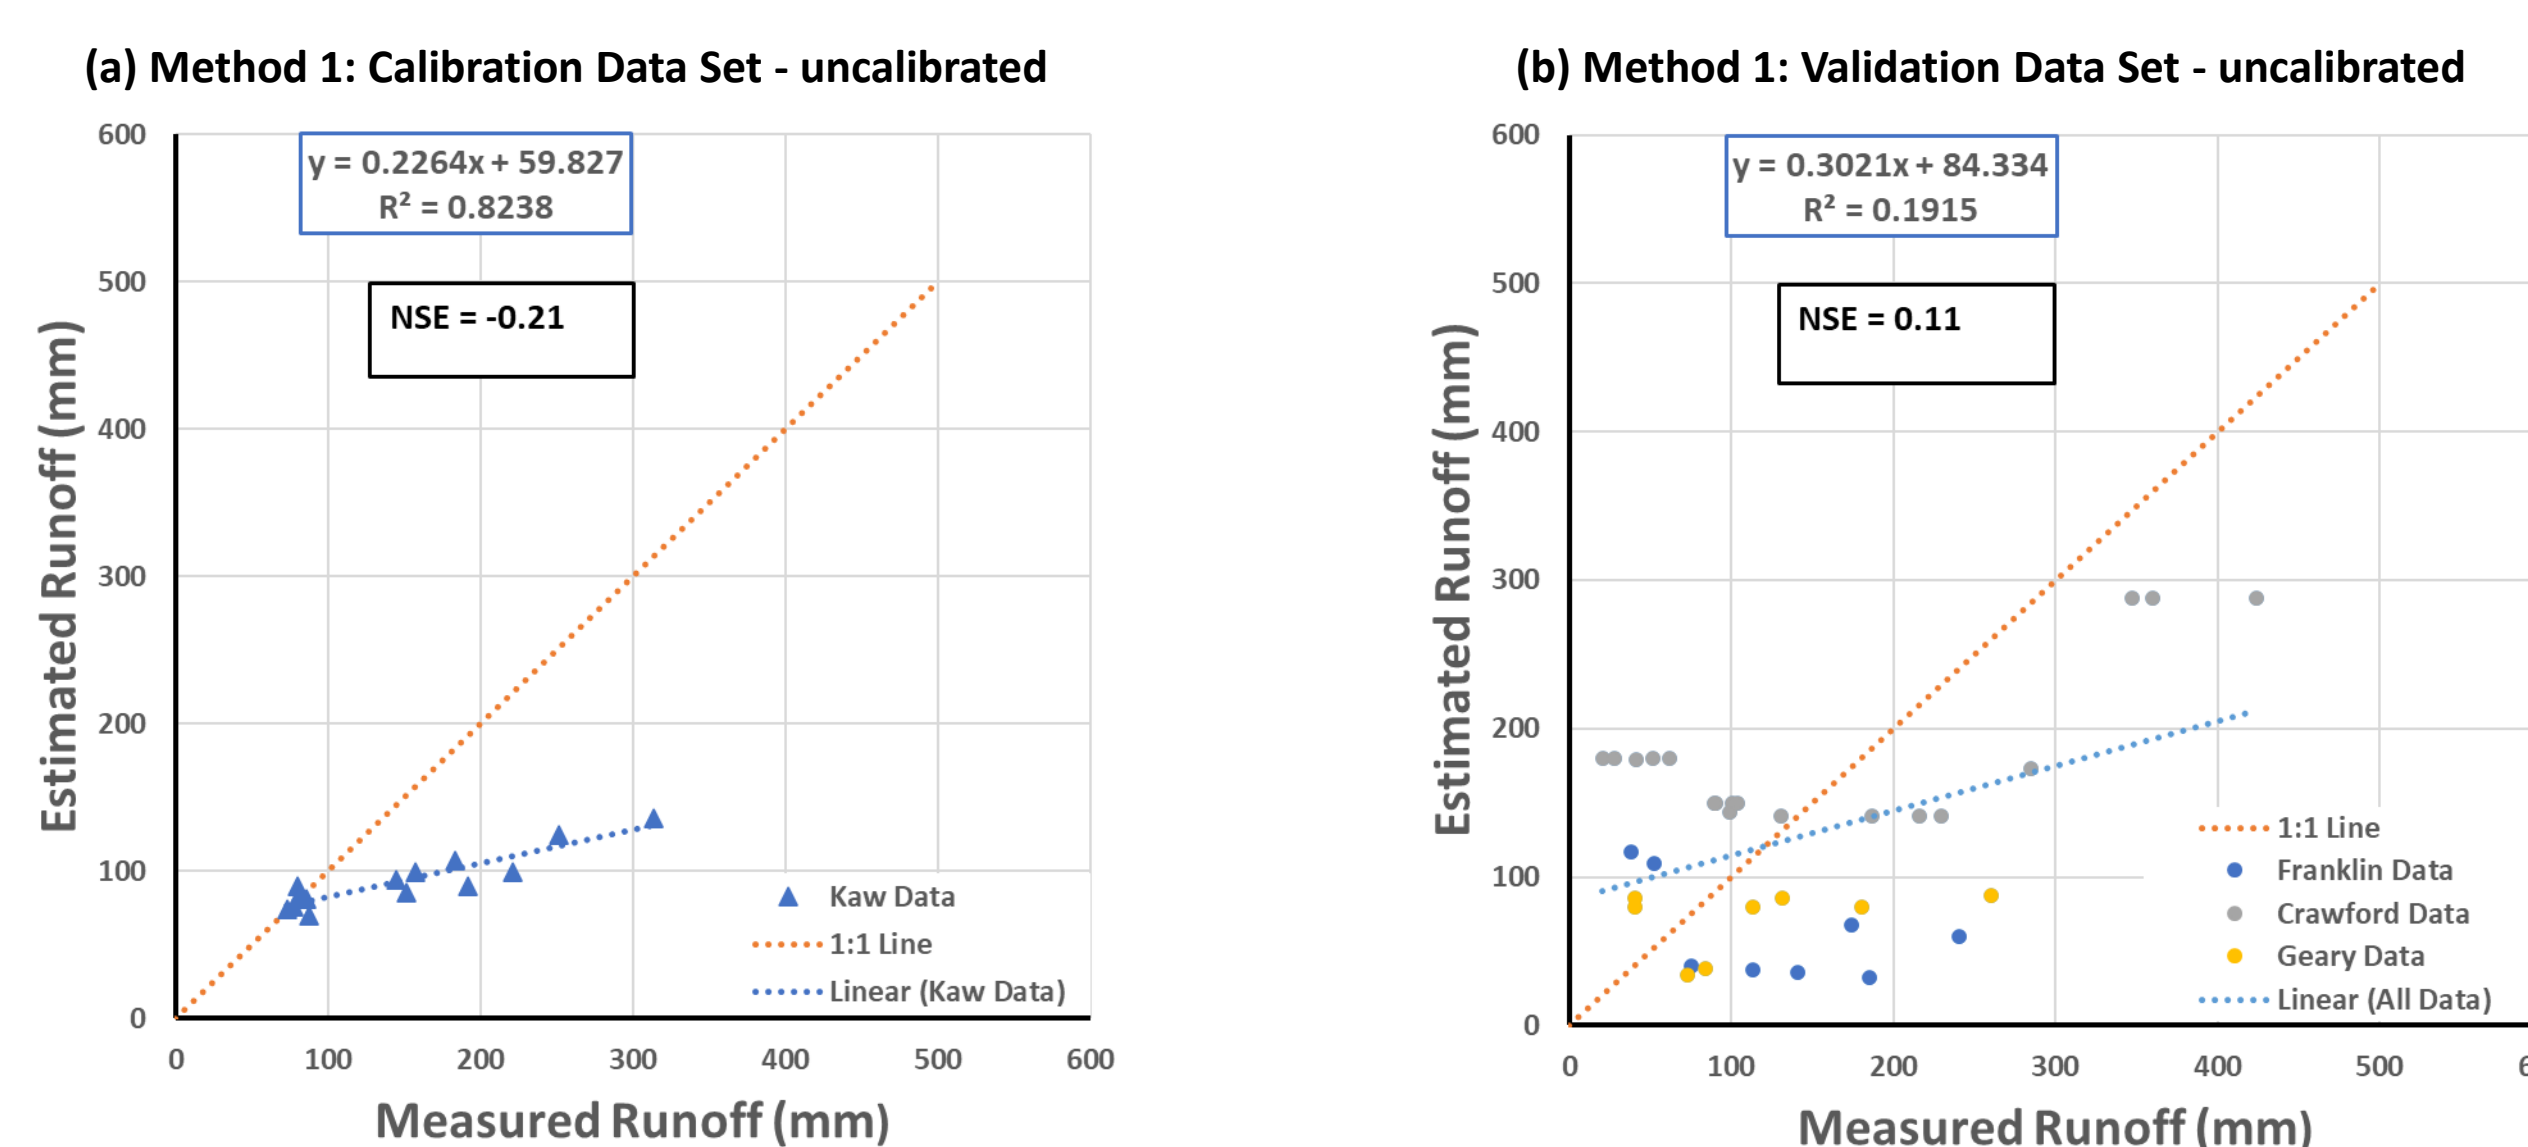 (a) Method 1: Calibration Data Set - uncalibrated
600
500
400
300
200
100
0
y = 0.2264x + 59.827
R² = 0.8238
NSE = -0.21
Kaw Data
1:1 Line
Linear (Kaw Data)
0 100 200 300 400 500 600
Estimated Runoff (mm)
Measured Runoff (mm)
(b) Method 1: Validation Data Set - uncalibrated
600
500
400
300
200
100
0
y = 0.3021x + 84.334
R² = 0.1915
NSE = 0.11
1:1 Line
Franklin Data
Crawford Data
Geary Data
Linear (All Data)
0 100 200 300 400 500
Estimated Runoff (mm)
Measured Runoff (mm)